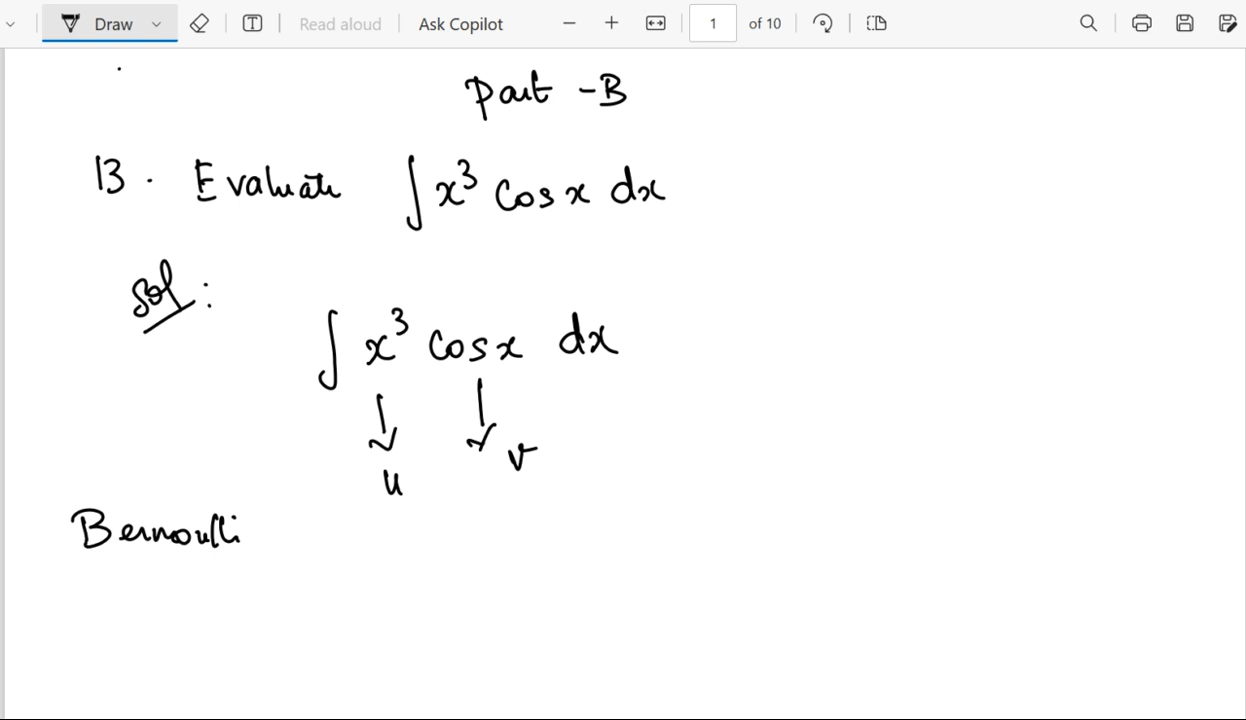 Draw
Read aloud
Ask Copilot
1 of 10
Part -B
13. Evaluate ∫ x³ cos x dx
Sol:
∫ x³ cos x dx
u
v
Bernoulli